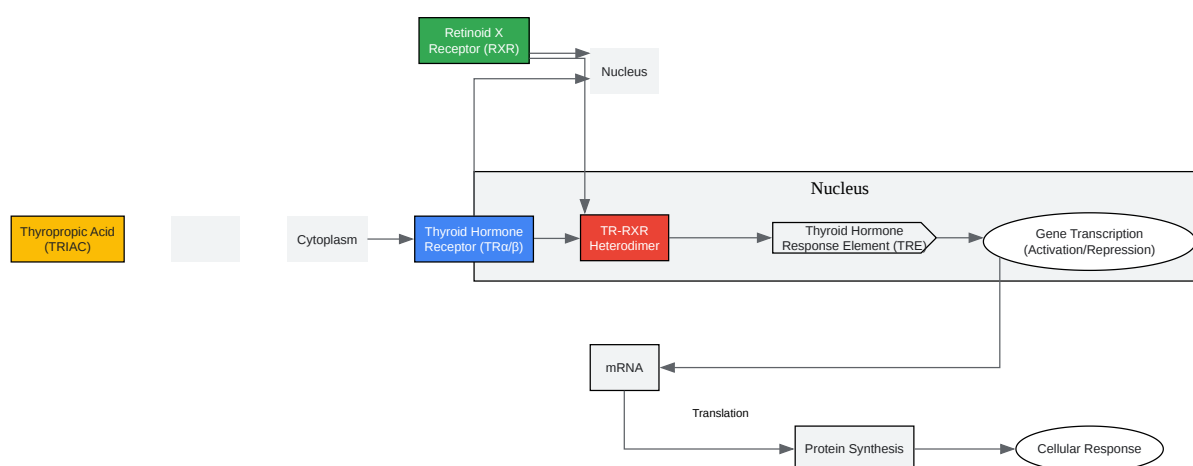 Retinoid X
Receptor (RXR)
Nucleus
Nucleus
Thyropropic Acid
(TRIAC)
Cytoplasm
Thyroid Hormone
Receptor (TRα/β)
TR-RXR
Heterodimer
Thyroid Hormone
Response Element (TRE)
Gene Transcription
(Activation/Repression)
mRNA
Translation
Protein Synthesis
Cellular Response